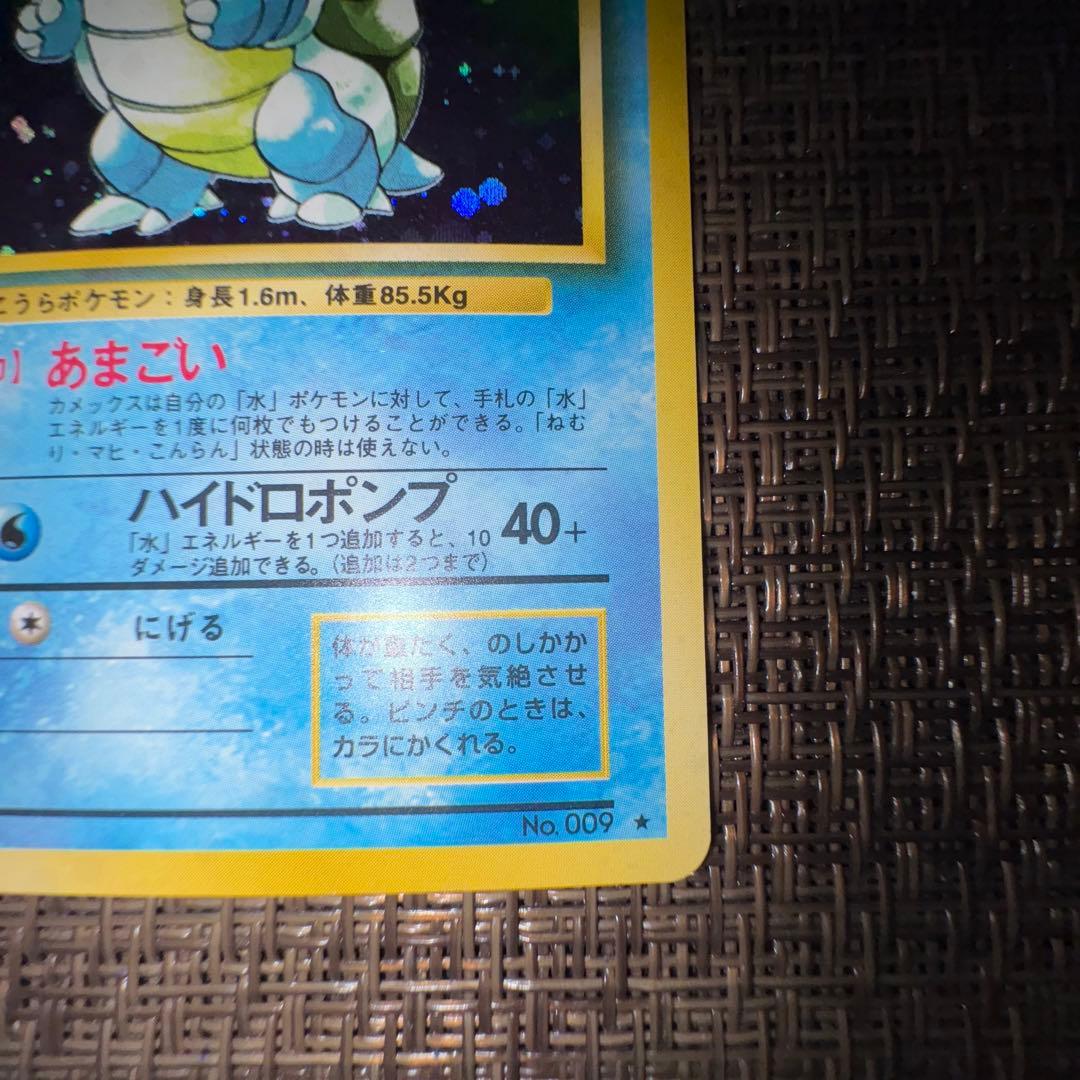 こうらポケモン：身長1.6m、体重85.5Kg
あまごい
カメックスは自分の「水」ポケモンに対して、手札の「水」
エネルギーを1度に何枚でもつけることができる。「ねむ
り・マヒ・こんらん」状態の時は使えない。
ハイドロポンプ 40+
「水」エネルギーを1つ追加すると、10
ダメージ追加できる。（追加は2つまで）
にげる
体が重たく、のしかか
って相手を気絶させ
る。ピンチのときは、
カラにかくれる。
No. 009 ★